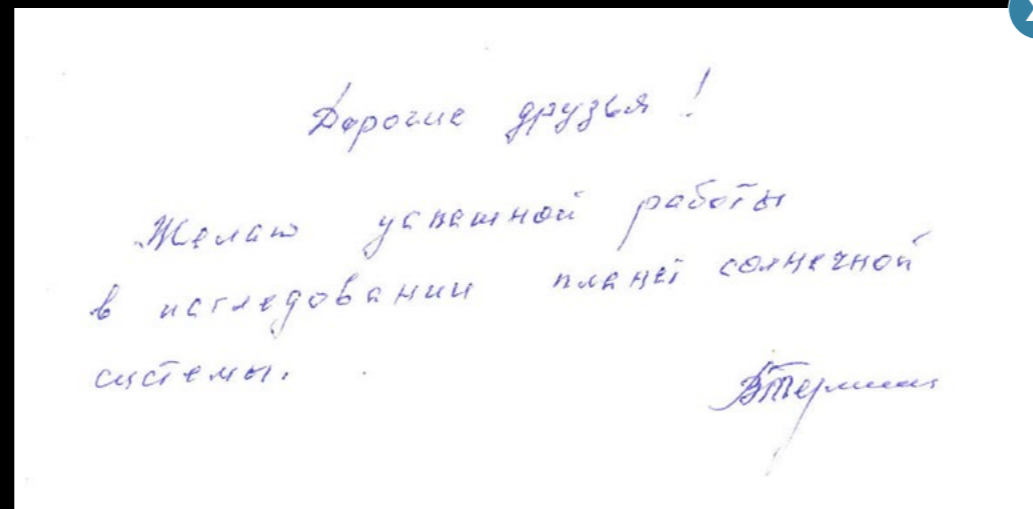 Дорогие друзья!
Желаю успешной работы
в исследовании планет солнечной
системы.